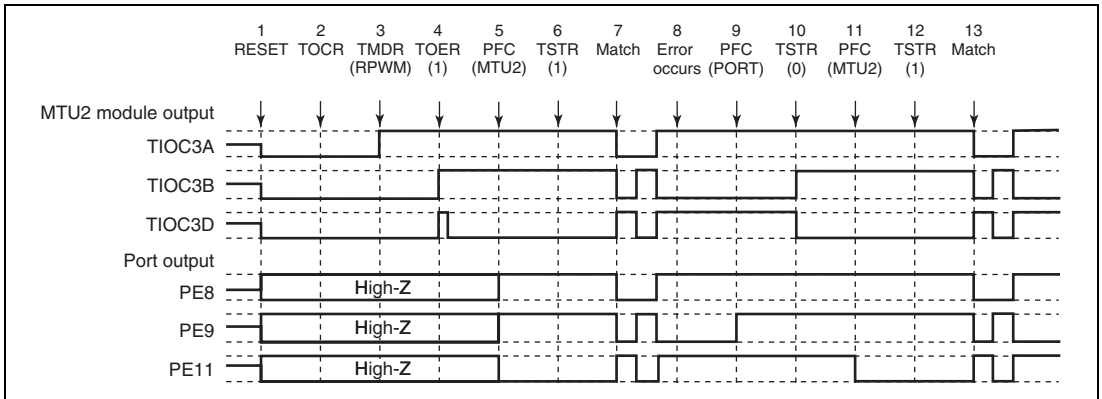 1 2 3 4 5 6 7 8 9 10 11 12 13
RESET TOCR TMDR TOER PFC TSTR Match Error PFC TSTR PFC TSTR Match
(RPWM) (1) (MTU2) (1) occurs (PORT) (0) (MTU2) (1)
MTU2 module output
TIOC3A
TIOC3B
TIOC3D
Port output
PE8 High-Z
PE9 High-Z
PE11 High-Z